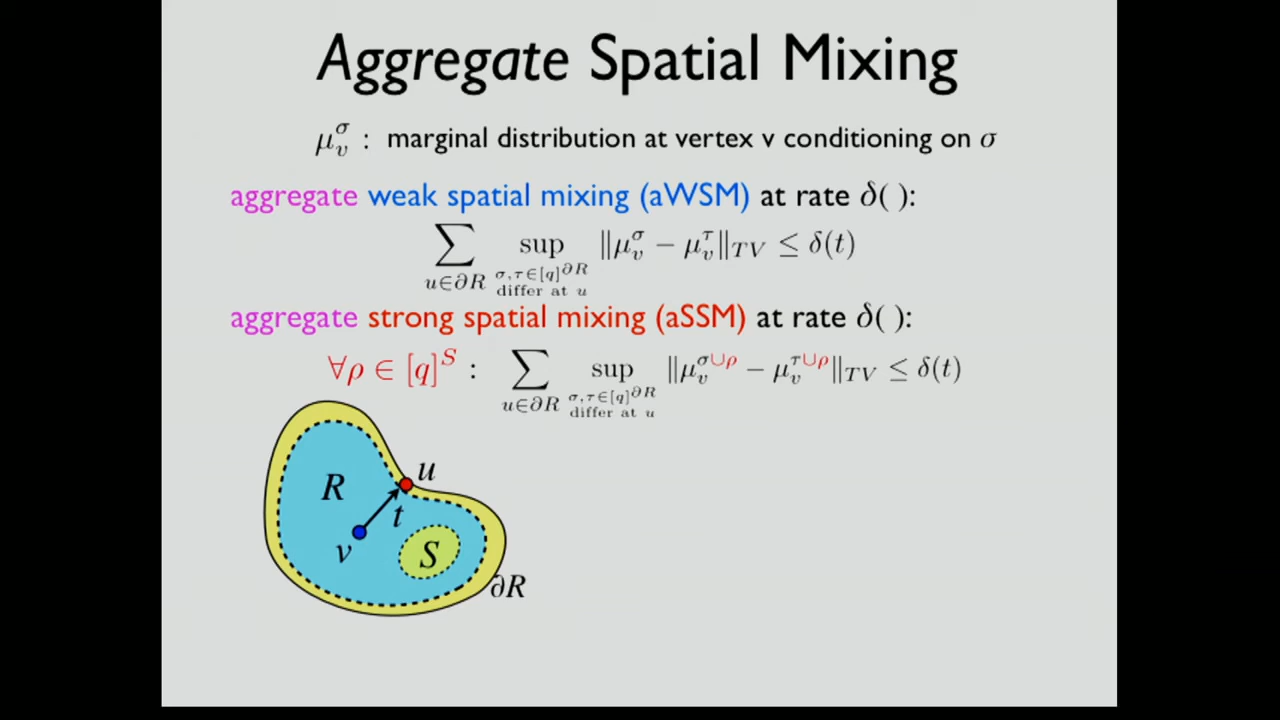 Aggregate Spatial Mixing
μ_v^σ : marginal distribution at vertex v conditioning on σ
aggregate weak spatial mixing (aWSM) at rate δ( ):
∑_{u∈∂R} sup_{σ,τ∈[q]^{∂R} differ at u} ‖μ_v^σ − μ_v^τ‖_{TV} ≤ δ(t)
aggregate strong spatial mixing (aSSM) at rate δ( ):
∀ρ ∈ [q]^S : ∑_{u∈∂R} sup_{σ,τ∈[q]^{∂R} differ at u} ‖μ_v^{σ∪ρ} − μ_v^{τ∪ρ}‖_{TV} ≤ δ(t)
u
R
t
v
S
∂R